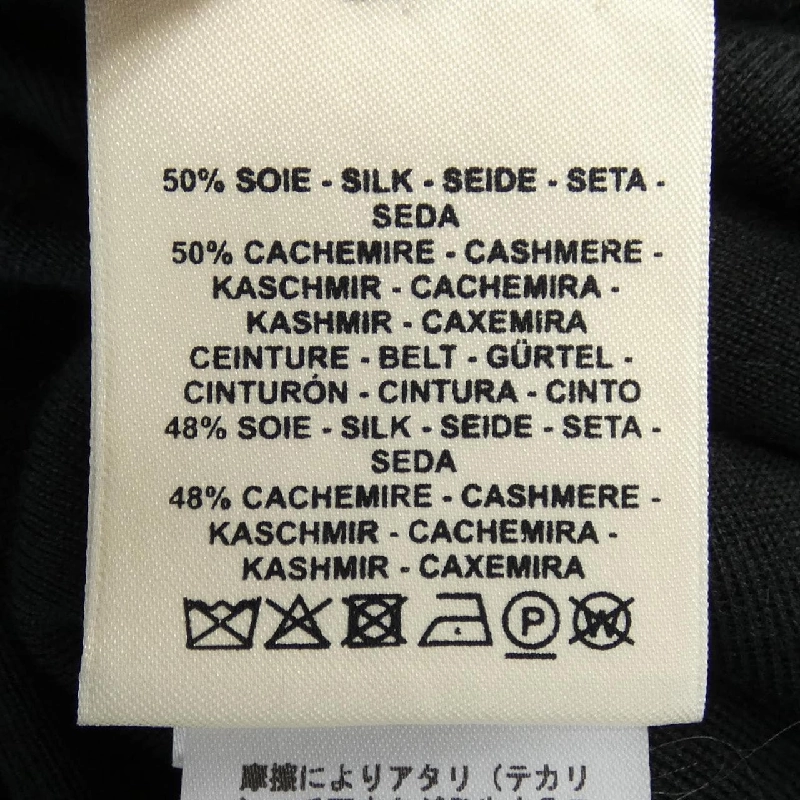 50% SOIE - SILK - SEIDE - SETA -
SEDA
50% CACHEMIRE - CASHMERE -
KASCHMIR - CACHEMIRA -
KASHMIR - CAXEMIRA
CEINTURE - BELT - GÜRTEL -
CINTURÓN - CINTURA - CINTO
48% SOIE - SILK - SEIDE - SETA -
SEDA
48% CACHEMIRE - CASHMERE -
KASCHMIR - CACHEMIRA -
KASHMIR - CAXEMIRA
P W
摩擦によりアタリ（テカリ